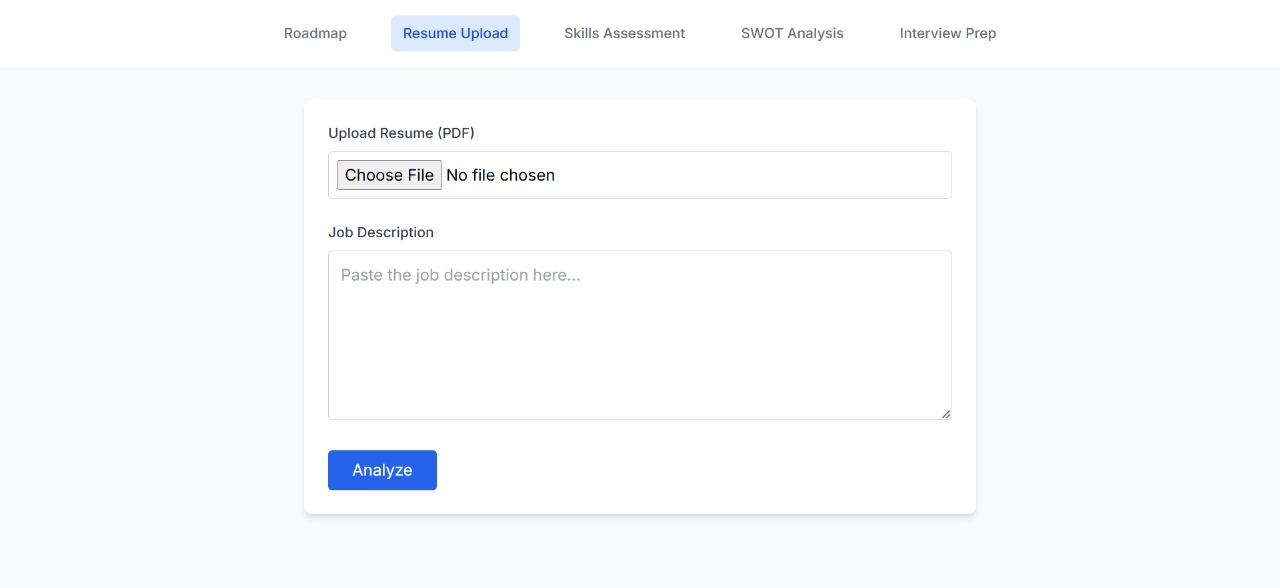 Roadmap Resume Upload Skills Assessment SWOT Analysis Interview Prep
Upload Resume (PDF)
Choose File No file chosen
Job Description
Paste the job description here...
Analyze